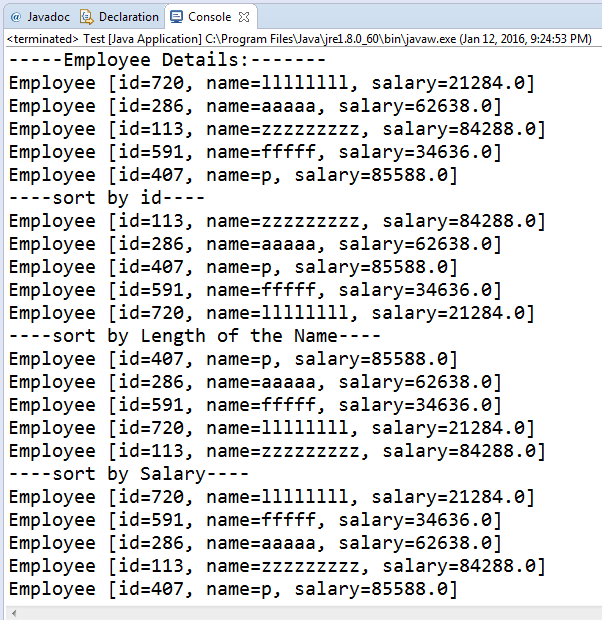 @ Javadoc Declaration Console
<terminated> Test [Java Application] C:\Program Files\Java\jre1.8.0_60\bin\javaw.exe (Jan 12, 2016, 9:24:53 PM)
-----Employee Details:-------
Employee [id=720, name=llllllll, salary=21284.0]
Employee [id=286, name=aaaaa, salary=62638.0]
Employee [id=113, name=zzzzzzzzz, salary=84288.0]
Employee [id=591, name=fffff, salary=34636.0]
Employee [id=407, name=p, salary=85588.0]
----sort by id----
Employee [id=113, name=zzzzzzzzz, salary=84288.0]
Employee [id=286, name=aaaaa, salary=62638.0]
Employee [id=407, name=p, salary=85588.0]
Employee [id=591, name=fffff, salary=34636.0]
Employee [id=720, name=llllllll, salary=21284.0]
----sort by Length of the Name----
Employee [id=407, name=p, salary=85588.0]
Employee [id=286, name=aaaaa, salary=62638.0]
Employee [id=591, name=fffff, salary=34636.0]
Employee [id=720, name=llllllll, salary=21284.0]
Employee [id=113, name=zzzzzzzzz, salary=84288.0]
----sort by Salary----
Employee [id=720, name=llllllll, salary=21284.0]
Employee [id=591, name=fffff, salary=34636.0]
Employee [id=286, name=aaaaa, salary=62638.0]
Employee [id=113, name=zzzzzzzzz, salary=84288.0]
Employee [id=407, name=p, salary=85588.0]